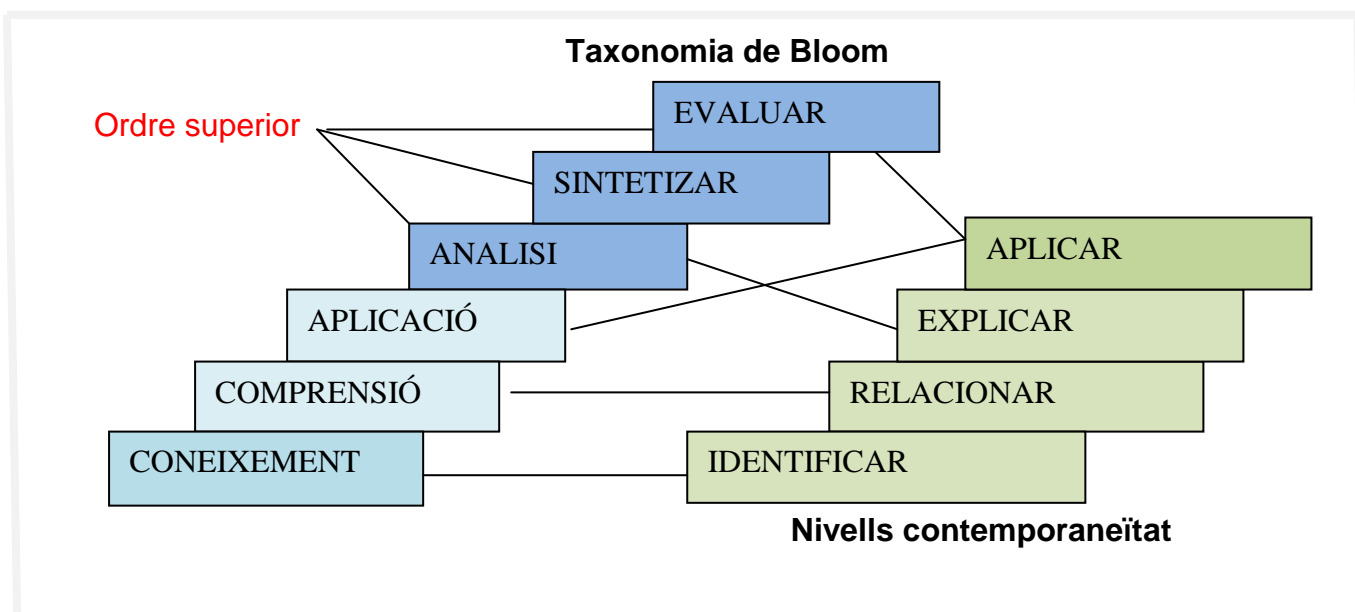 Taxonomia de Bloom
EVALUAR
Ordre superior
SINTETIZAR
ANALISI
APLICAR
APLICACIÓ
EXPLICAR
COMPRENSIÓ
RELACIONAR
CONEIXEMENT
IDENTIFICAR
Nivells contemporaneïtat